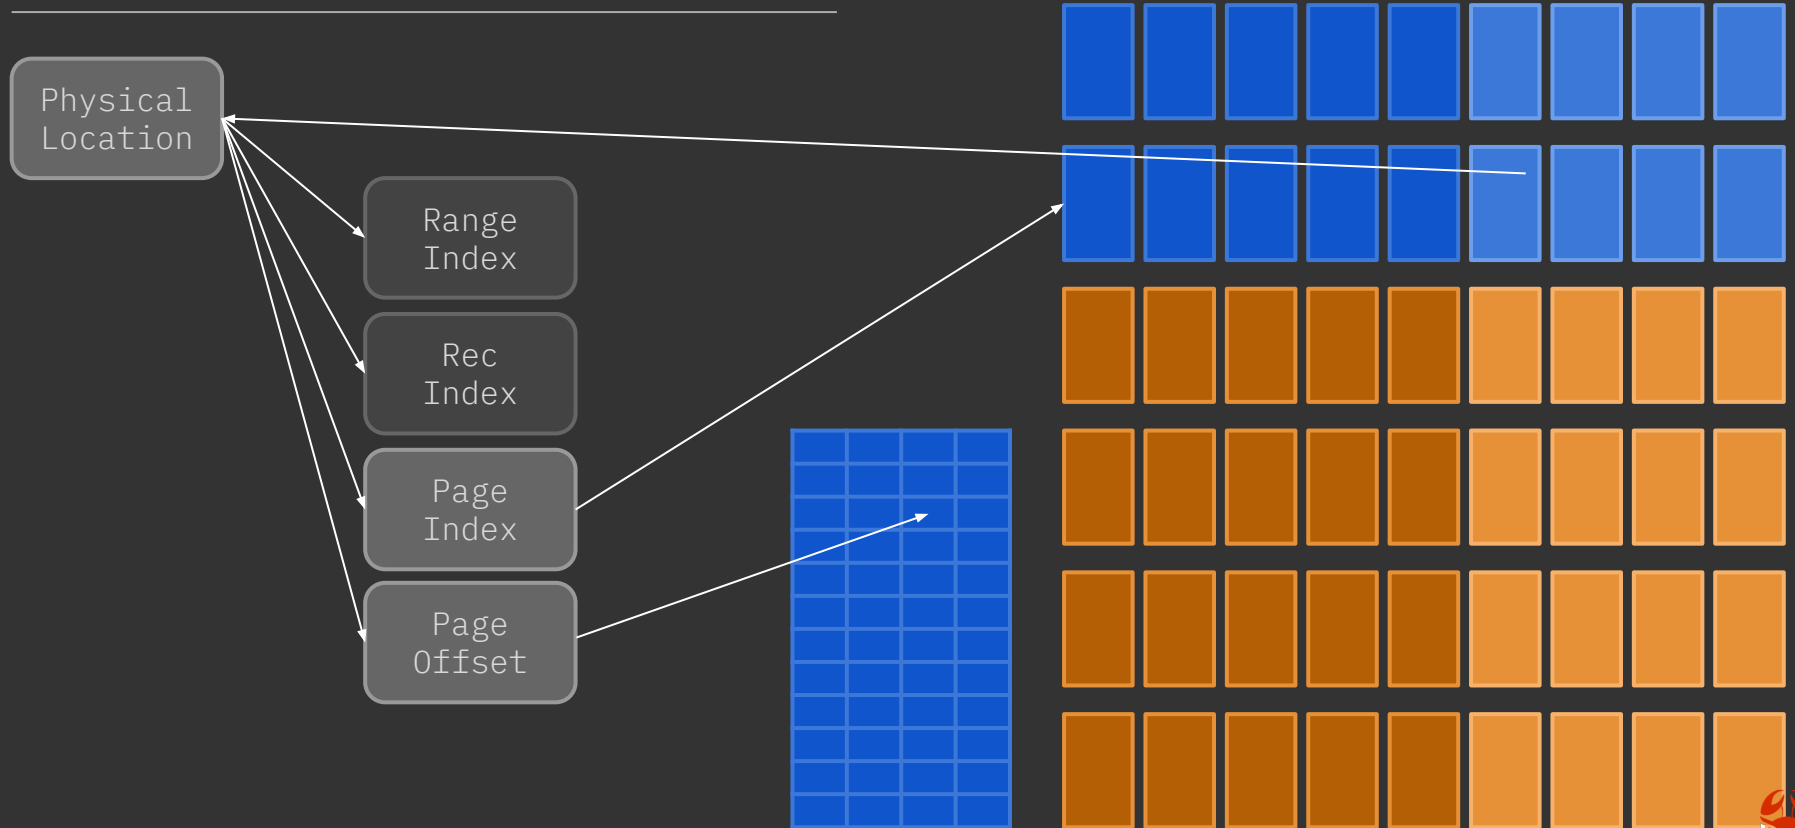 Physical
Location
Range
Index
Rec
Index
Page
Index
Page
Offset